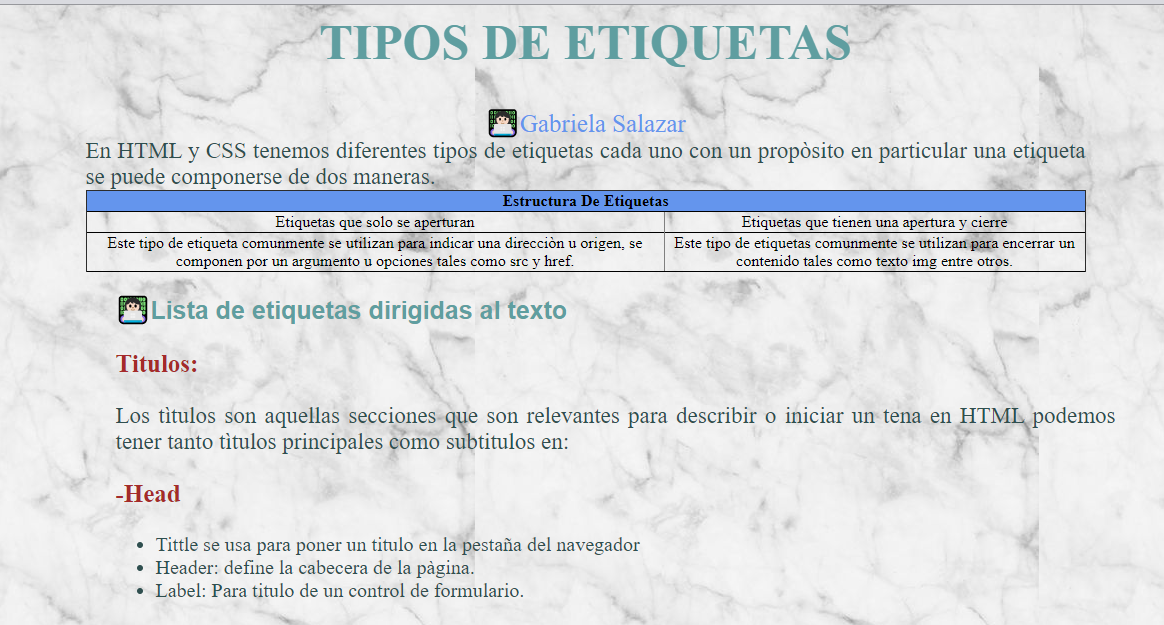 TIPOS DE ETIQUETAS
Gabriela Salazar
En HTML y CSS tenemos diferentes tipos de etiquetas cada uno con un propòsito en particular una etiqueta
se puede componerse de dos maneras.
Estructura De Etiquetas
Etiquetas que solo se aperturan
Etiquetas que tienen una apertura y cierre
Este tipo de etiqueta comunmente se utilizan para indicar una direcciòn u origen, se
componen por un argumento u opciones tales como src y href.
Este tipo de etiquetas comunmente se utilizan para encerrar un
contenido tales como texto img entre otros.
Lista de etiquetas dirigidas al texto
Titulos:
Los tìtulos son aquellas secciones que son relevantes para describir o iniciar un tena en HTML podemos
tener tanto tìtulos principales como subtitulos en:
-Head
• Tittle se usa para poner un titulo en la pestaña del navegador
• Header: define la cabecera de la pàgina.
• Label: Para titulo de un control de formulario.